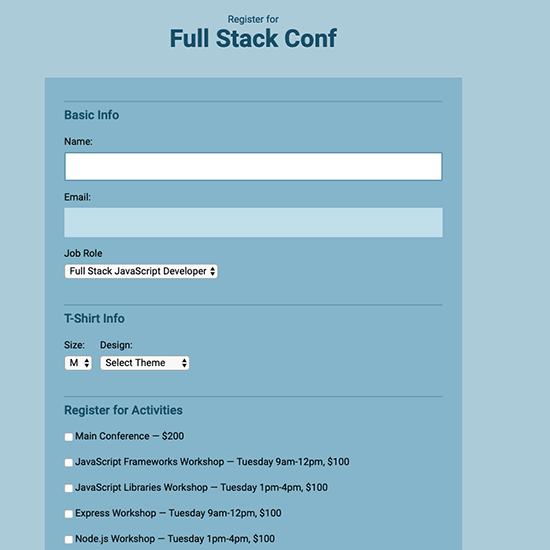 Register for
Full Stack Conf
Basic Info
Name:
Email:
Job Role
Full Stack JavaScript Developer
T-Shirt Info
Size: Design:
M Select Theme
Register for Activities
Main Conference — $200
JavaScript Frameworks Workshop — Tuesday 9am-12pm, $100
JavaScript Libraries Workshop — Tuesday 1pm-4pm, $100
Express Workshop — Tuesday 9am-12pm, $100
Node.js Workshop — Tuesday 1pm-4pm, $100